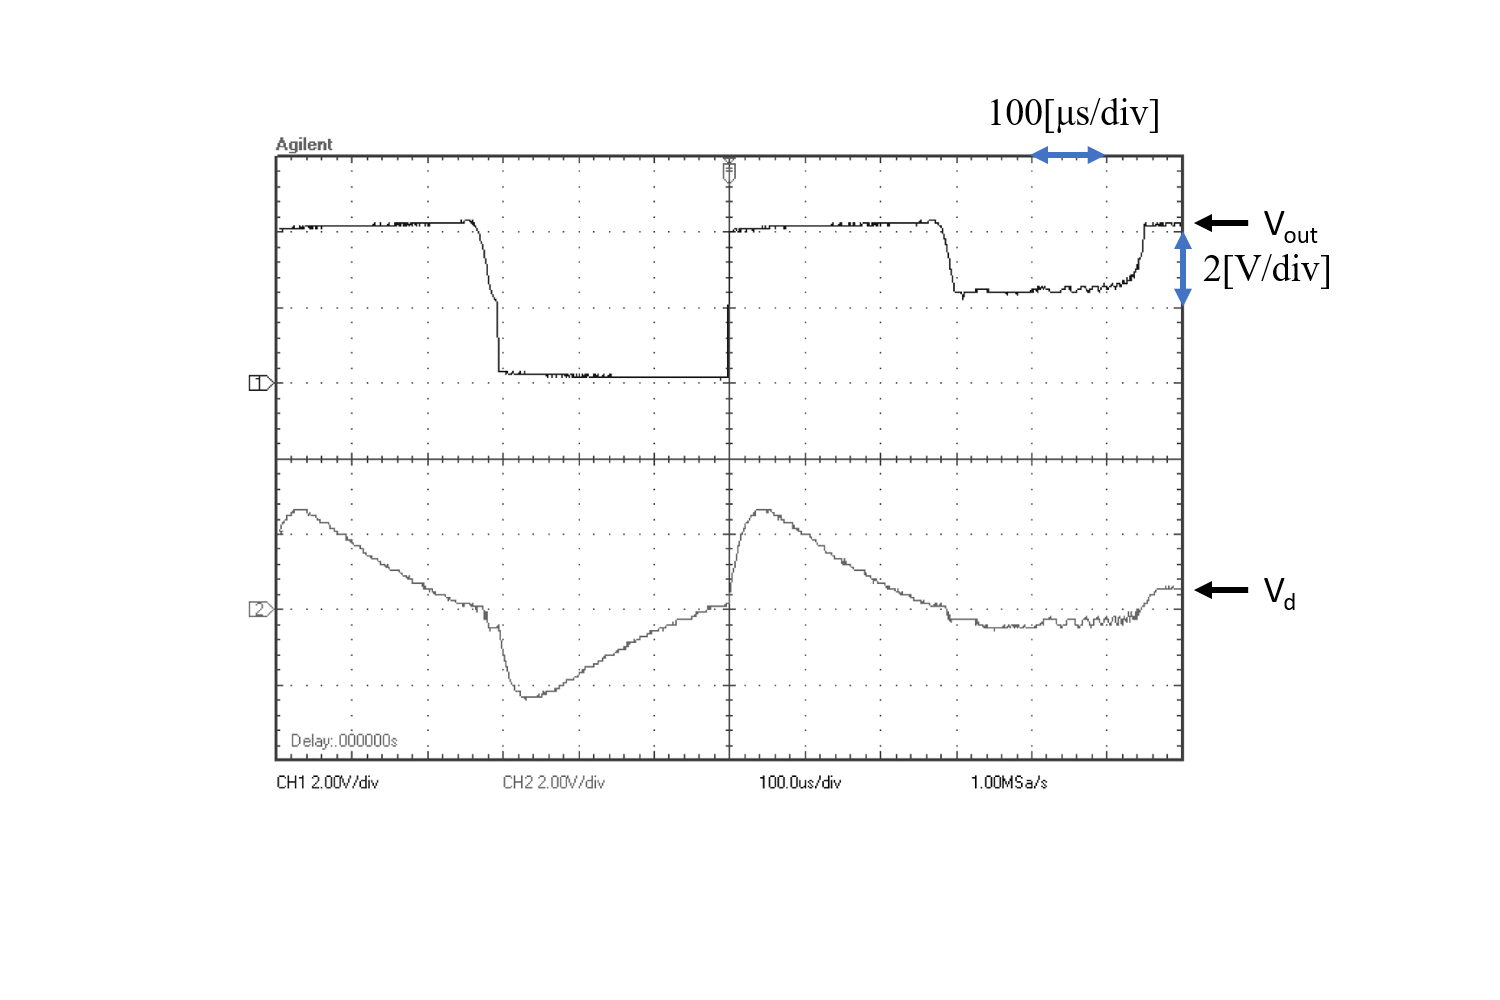 100[μs/div]
Agilent
Vout
2[V/div]
1
2
Vd
Delay:.000000s
CH1 2.00V/div CH2 2.00V/div 100.0us/div 1.00MSa/s